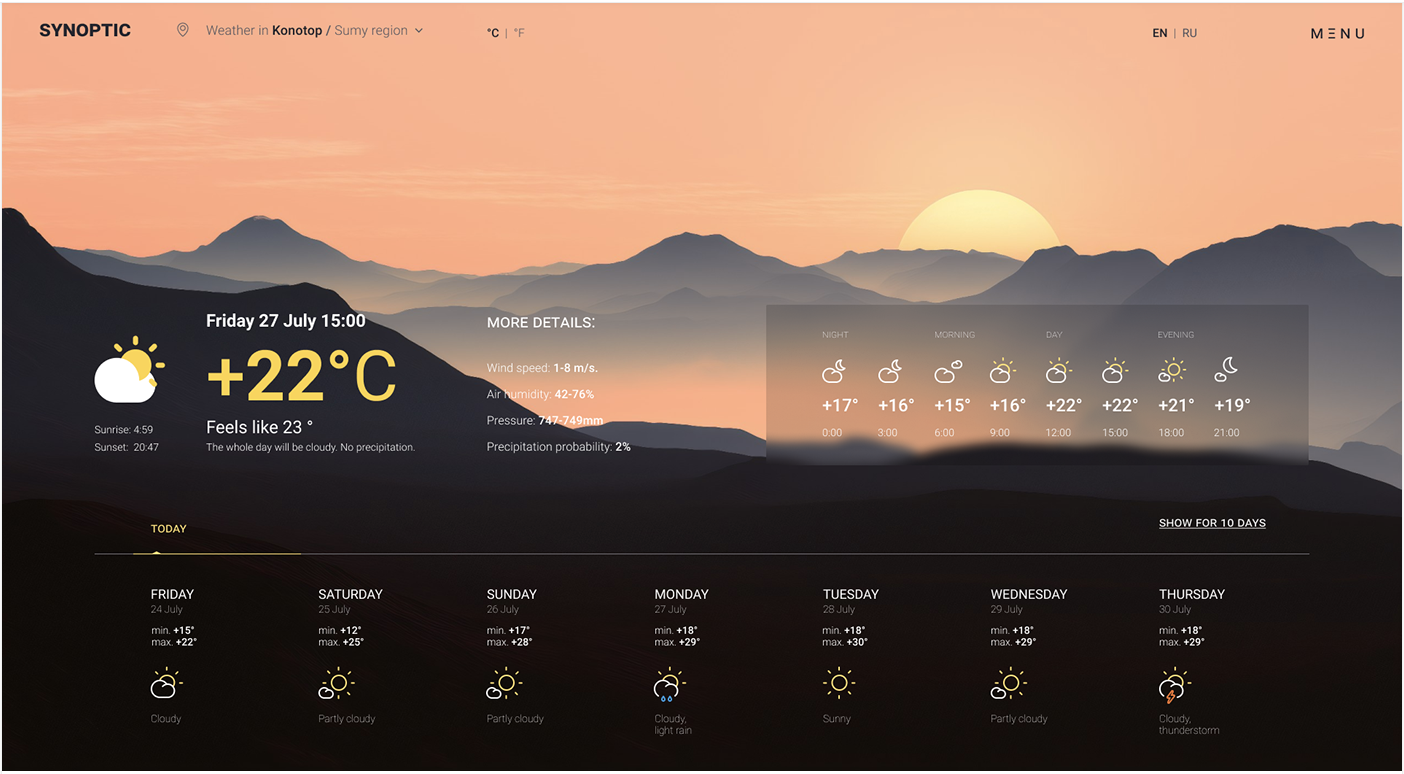 SYNOPTIC
Weather in Konotop / Sumy region
°C | °F
EN | RU
MΞNU
Friday 27 July 15:00
+22°C
Feels like 23 °
The whole day will be cloudy. No precipitation.
Sunrise: 4:59
Sunset: 20:47
MORE DETAILS:
Wind speed: 1-8 m/s.
Air humidity: 42-76%
Pressure: 747-749mm
Precipitation probability: 2%
NIGHT MORNING DAY EVENING
+17° +16° +15° +16° +22° +22° +21° +19°
0:00 3:00 6:00 9:00 12:00 15:00 18:00 21:00
TODAY
SHOW FOR 10 DAYS
FRIDAY
24 July
min. +15°
max. +22°
Cloudy
SATURDAY
25 July
min. +12°
max. +25°
Partly cloudy
SUNDAY
26 July
min. +17°
max. +28°
Partly cloudy
MONDAY
27 July
min. +18°
max. +29°
Cloudy,
light rain
TUESDAY
28 July
min. +18°
max. +30°
Sunny
WEDNESDAY
29 July
min. +18°
max. +29°
Partly cloudy
THURSDAY
30 July
min. +18°
max. +29°
Cloudy,
thunderstorm